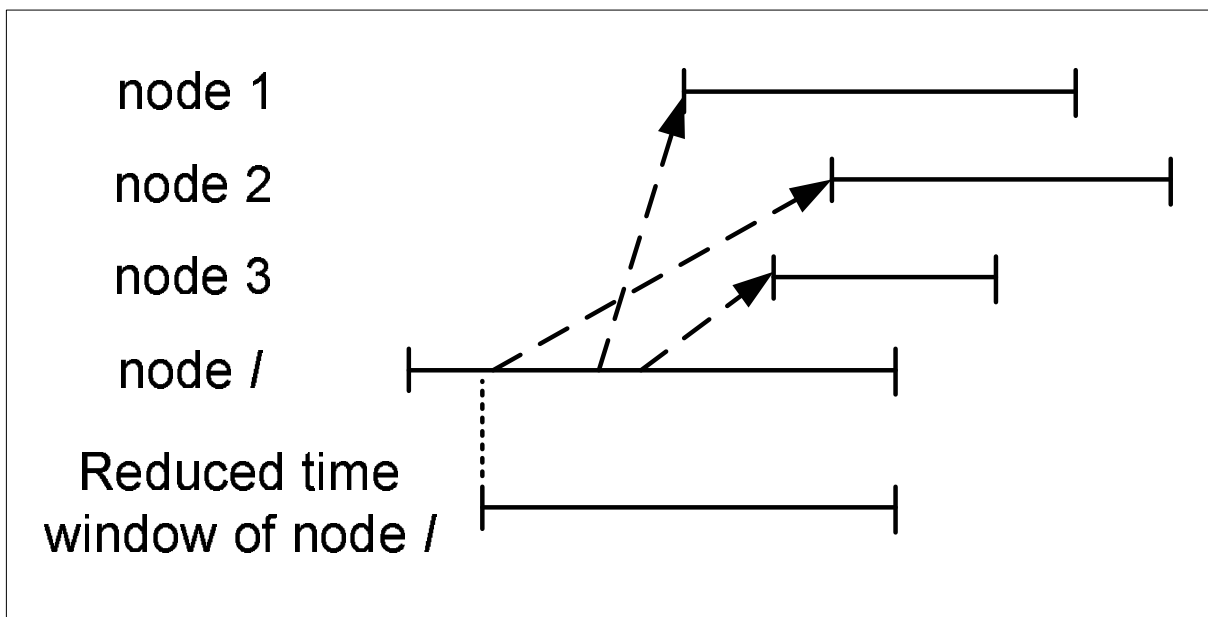 node 1
node 2
node 3
node l
Reduced time
window of node l